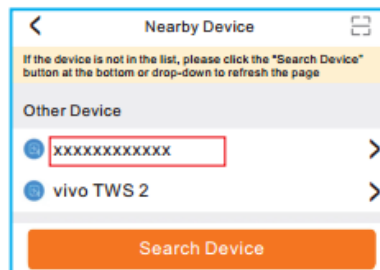 Nearby Device
If the device is not in the list, please click the "Search Device"
button at the bottom or drop-down to refresh the page
Other Device
xxxxxxxxxxxx
vivo TWS 2
Search Device